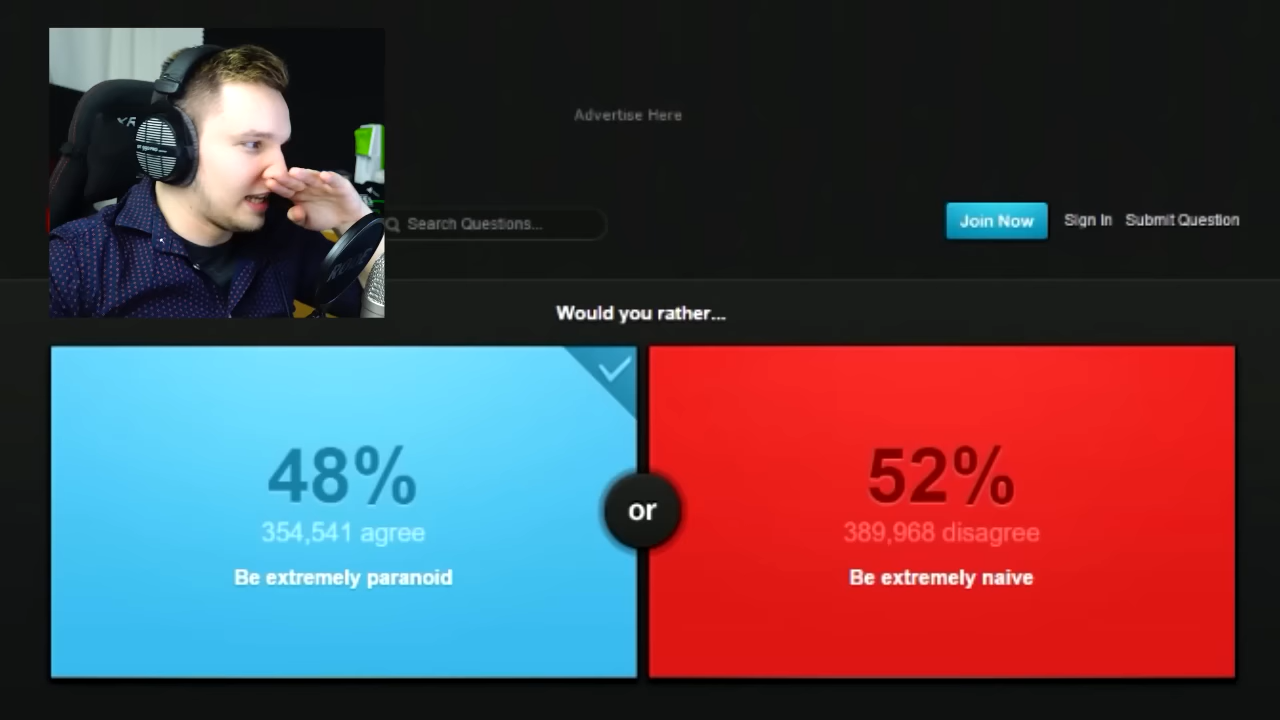 Advertise Here
Search Questions...
Join Now
Sign In
Submit Question
Would you rather...
48%
354,541 agree
Be extremely paranoid
or
52%
389,968 disagree
Be extremely naive